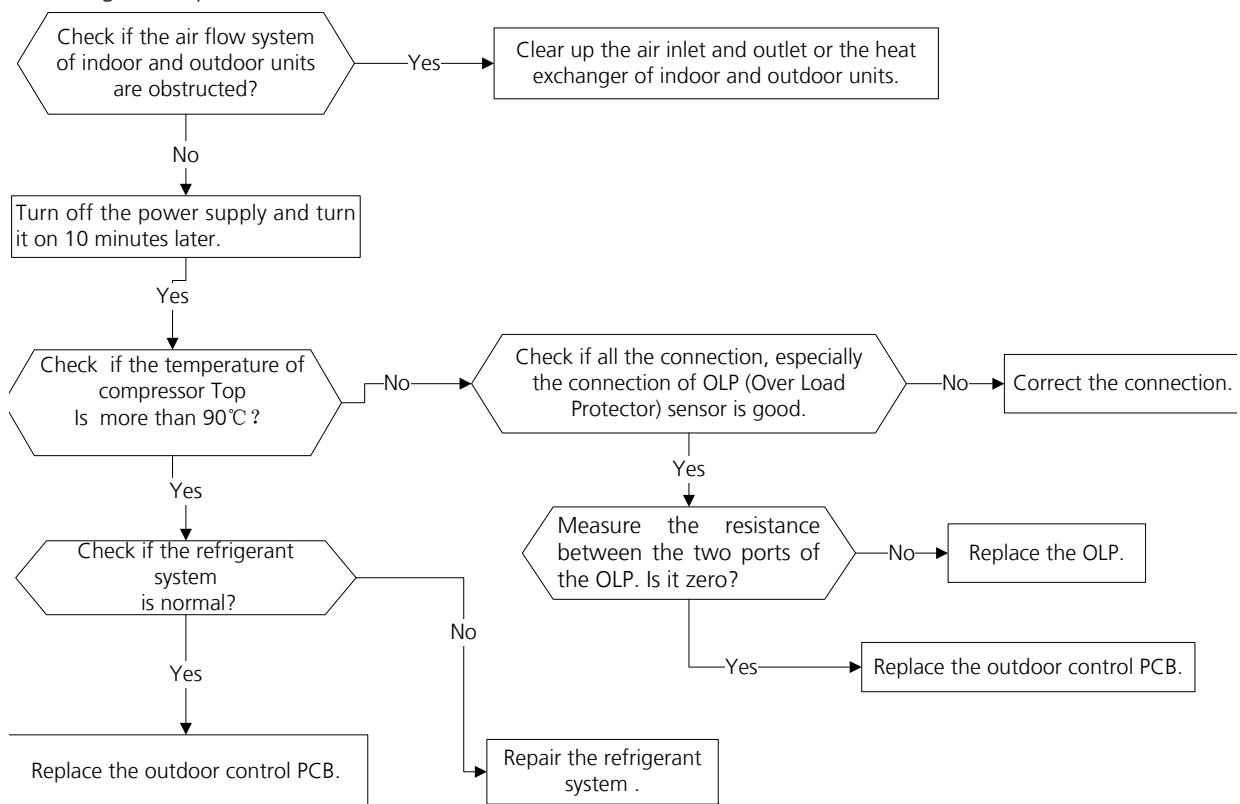 Check if the air flow system
of indoor and outdoor units
are obstructed?
Yes
Clear up the air inlet and outlet or the heat
exchanger of indoor and outdoor units.
No
Turn off the power supply and turn
it on 10 minutes later.
Yes
Check if the temperature of
compressor Top
Is more than 90℃?
No
Check if all the connection, especially
the connection of OLP (Over Load
Protector) sensor is good.
No
Correct the connection.
Yes
Yes
Measure the resistance
between the two ports of
the OLP. Is it zero?
No
Replace the OLP.
Check if the refrigerant
system
is normal?
No
Yes
Yes
Replace the outdoor control PCB.
Replace the outdoor control PCB.
Repair the refrigerant
system .